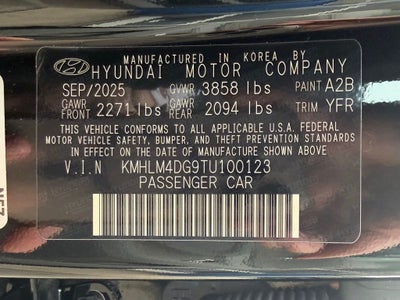 MANUFACTURED IN KOREA BY
HYUNDAI MOTOR COMPANY
SEP/2025 GVWR 3858 lbs PAINT A2B
GAWR FRONT 2271 lbs GAWR REAR 2094 lbs TRIM YFR
THIS VEHICLE CONFORMS TO ALL APPLICABLE U.S.A. FEDERAL
MOTOR VEHICLE SAFETY, BUMPER, AND THEFT PREVENTION STANDARDS
IN EFFECT ON THE DATE OF MANUFACTURE SHOWN ABOVE.
V.I.N KMHLM4DG9TU100123
PASSENGER CAR